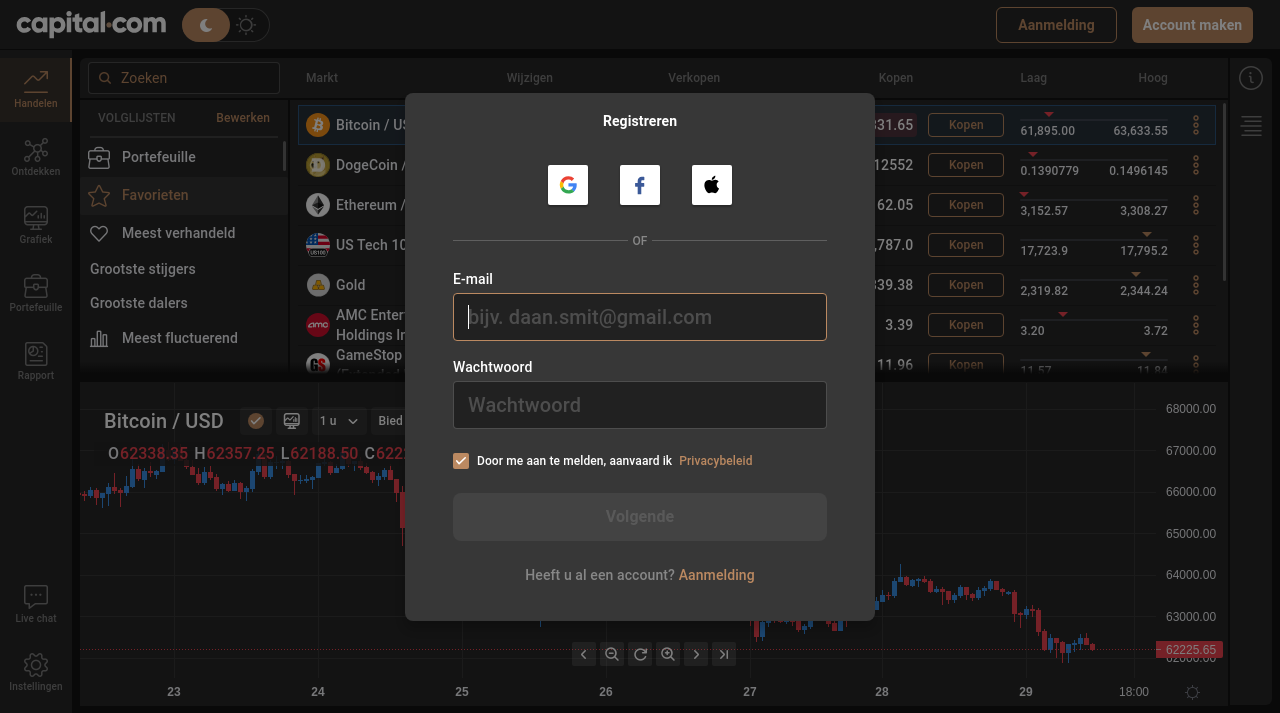 capital.com
Aanmelding
Account maken
Zoeken
Markt
Wijzigen
Verkopen
Kopen
Laag
Hoog
Handelen
Ontdekken
Grafiek
Portefeuille
Rapport
Live chat
Instellingen
VOLGLIJSTEN
Bewerken
Portefeuille
Favorieten
Meest verhandeld
Grootste stijgers
Grootste dalers
Meest fluctuerend
Bitcoin / US
331.65
Kopen
61,895.00
63,633.55
DogeCoin /
12552
Kopen
0.1390779
0.1496145
Ethereum /
62.05
Kopen
3,152.57
3,308.27
US Tech 10
,787.0
Kopen
17,723.9
17,795.2
Gold
339.38
Kopen
2,319.82
2,344.24
AMC Enter
Holdings In
3.39
Kopen
3.20
3.72
GameStop
11.96
Kopen
11.57
11.84
Registreren
OF
E-mail
bijv. daan.smit@gmail.com
Wachtwoord
Wachtwoord
Door me aan te melden, aanvaard ik Privacybeleid
Volgende
Heeft u al een account? Aanmelding
Bitcoin / USD
1 u
Bied
O62338.35 H62357.25 L62188.50 C622
68000.00
67000.00
66000.00
65000.00
64000.00
63000.00
62225.65
62000.00
23
24
25
26
27
28
29
18:00